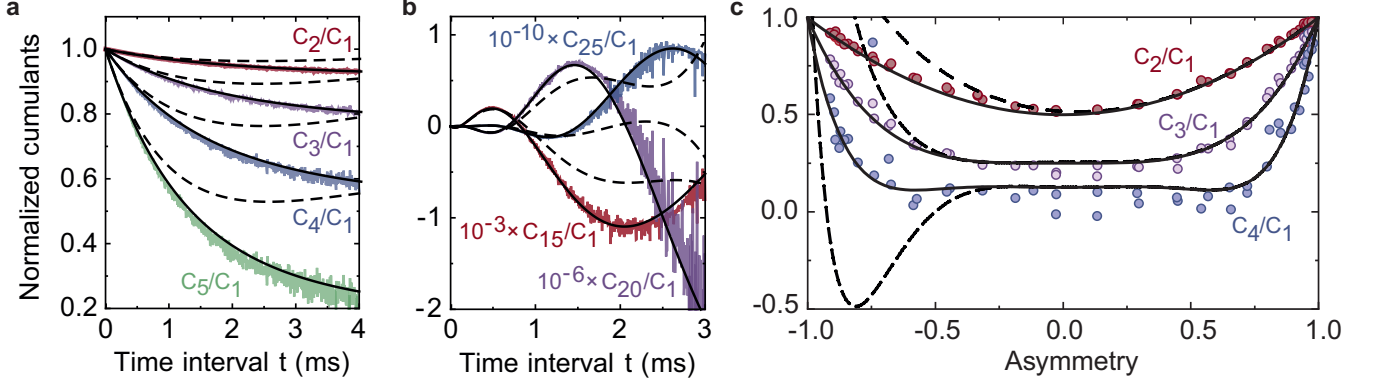 a
Normalized cumulants
1.0
0.8
0.6
0.4
0.2
0
1
2
3
4
Time interval t (ms)
C2/C1
C3/C1
C4/C1
C5/C1
b
1
0
-1
-2
0
1
2
3
Time interval t (ms)
10-10×C25/C1
10-3×C15/C1
10-6×C20/C1
c
1.0
0.5
0.0
-0.5
-1.0
-0.5
0.0
0.5
1.0
Asymmetry
C2/C1
C3/C1
C4/C1